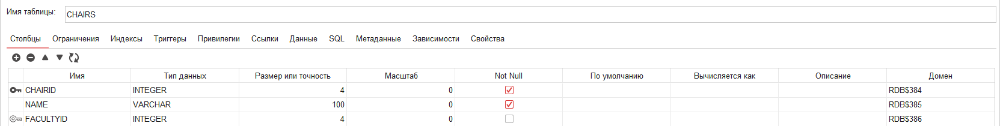 Имя таблицы: CHAIRS
Столбцы Ограничения Индексы Триггеры Привилегии Ссылки Данные SQL Метаданные Зависимости Свойства
Имя Тип данных Размер или точность Масштаб Not Null По умолчанию Вычисляется как Описание Домен
CHAIRID INTEGER 4 0 RDB$384
NAME VARCHAR 100 0 RDB$385
FACULTYID INTEGER 4 0 RDB$386